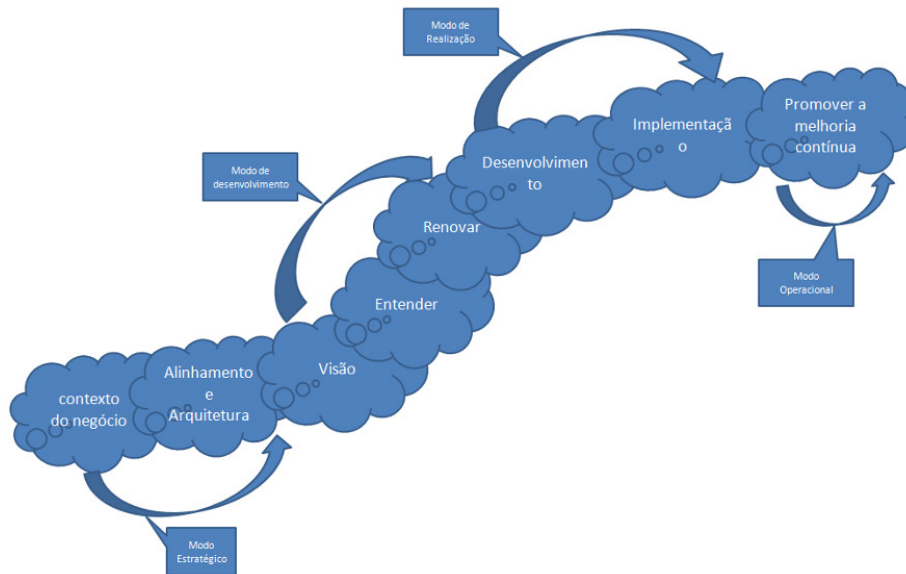 Modo de
Realização
Promover a
melhoria
contínua
Implementaçã
o
Desenvolvimen
to
Modo de
desenvolvimento
Renovar
Modo
Operacional
Entender
Visão
Alinhamento
e
Arquitetura
contexto
do negócio
Modo
Estratégico